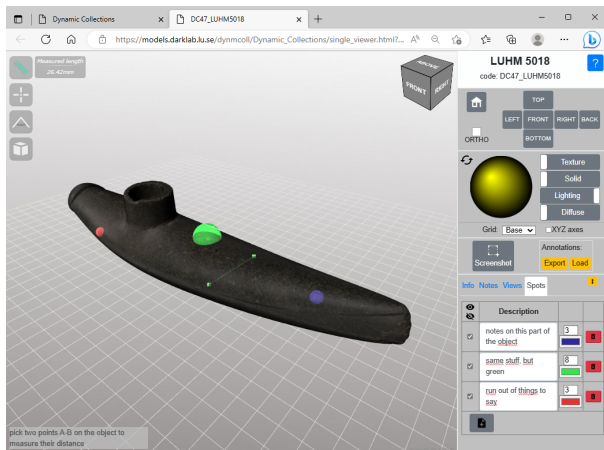 Dynamic Collections
DC47_LUHM5018
https://models.darklab.lu.se/dynmcoll/Dynamic_Collections/single_viewer.html?...
Measured length
26.42mm
ABOVE
FRONT
RIGHT
LUHM 5018
?
code: DC47_LUHM5018
TOP
LEFT FRONT RIGHT BACK
BOTTOM
ORTHO
Texture
Solid
Lighting
Diffuse
Grid: Base XYZ axes
Screenshot
Annotations:
Export Load
Info Notes Views Spots
!
Description
notes on this part of
the object
3
same stuff, but
green
8
run out of things to
say
3
pick two points A-B on the object to
measure their distance